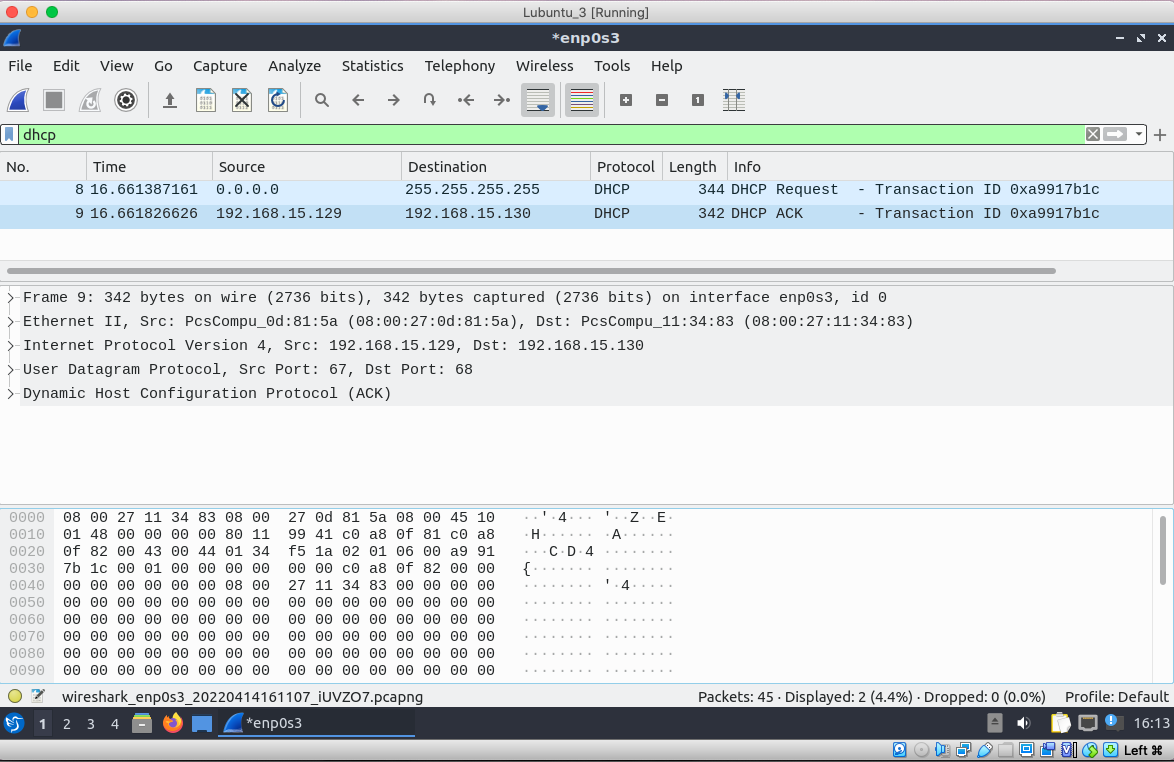 Lubuntu_3 [Running]
*enp0s3
File Edit View Go Capture Analyze Statistics Telephony Wireless Tools Help
dhcp
No. Time Source Destination Protocol Length Info
8 16.661387161 0.0.0.0 255.255.255.255 DHCP 344 DHCP Request - Transaction ID 0xa9917b1c
9 16.661826626 192.168.15.129 192.168.15.130 DHCP 342 DHCP ACK - Transaction ID 0xa9917b1c
Frame 9: 342 bytes on wire (2736 bits), 342 bytes captured (2736 bits) on interface enp0s3, id 0
Ethernet II, Src: PcsCompu_0d:81:5a (08:00:27:0d:81:5a), Dst: PcsCompu_11:34:83 (08:00:27:11:34:83)
Internet Protocol Version 4, Src: 192.168.15.129, Dst: 192.168.15.130
User Datagram Protocol, Src Port: 67, Dst Port: 68
Dynamic Host Configuration Protocol (ACK)
0000 08 00 27 11 34 83 08 00 27 0d 81 5a 08 00 45 10 ··'·4··· '··Z··E·
0010 01 48 00 00 00 00 80 11 99 41 c0 a8 0f 81 c0 a8 ·H······ ·A······
0020 0f 82 00 43 00 44 01 34 f5 1a 02 01 06 00 a9 91 ···C·D·4 ········
0030 7b 1c 00 01 00 00 00 00 00 00 c0 a8 0f 82 00 00 {······· ········
0040 00 00 00 00 00 00 08 00 27 11 34 83 00 00 00 00 ········ '·4·····
0050 00 00 00 00 00 00 00 00 00 00 00 00 00 00 00 00 ········ ········
0060 00 00 00 00 00 00 00 00 00 00 00 00 00 00 00 00 ········ ········
0070 00 00 00 00 00 00 00 00 00 00 00 00 00 00 00 00 ········ ········
0080 00 00 00 00 00 00 00 00 00 00 00 00 00 00 00 00 ········ ········
0090 00 00 00 00 00 00 00 00 00 00 00 00 00 00 00 00 ········ ········
wireshark_enp0s3_20220414161107_iUVZO7.pcapng Packets: 45 · Displayed: 2 (4.4%) · Dropped: 0 (0.0%) Profile: Default
1 2 3 4 *enp0s3 16:13
Left ⌘